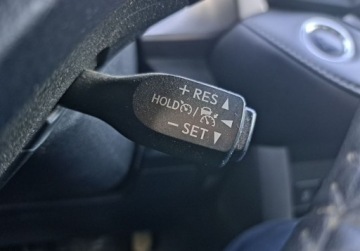 + RES
HOLD /
− SET